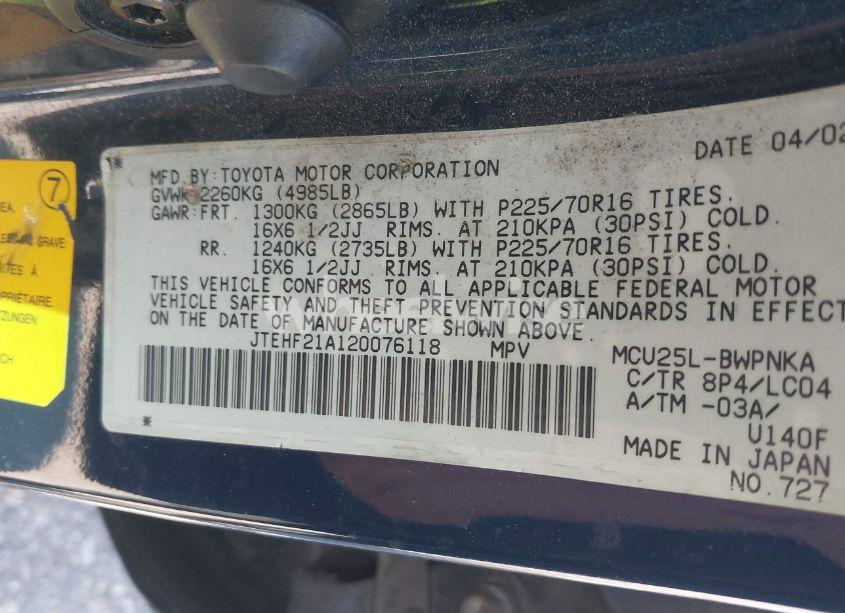 DATE 04/02
MFD.BY:TOYOTA MOTOR CORPORATION
2260KG (4985LB)
GAWR:FRT. 1300KG (2865LB) WITH P225/70R16 TIRES.
16X6 1/2JJ RIMS. AT 210KPA (30PSI) COLD.
RR. 1240KG (2735LB) WITH P225/70R16 TIRES.
16X6 1/2JJ RIMS. AT 210KPA (30PSI) COLD.
THIS VEHICLE CONFORMS TO ALL APPLICABLE FEDERAL MOTOR
VEHICLE SAFETY AND THEFT PREVENTION STANDARDS IN EFFECT
ON THE DATE OF MANUFACTURE SHOWN ABOVE.
JTEHF21A120076118 MPV
MCU25L-BWPNKA
C/TR 8P4/LC04
A/TM -03A/
U140F
MADE IN JAPAN
NO.727
7
GRAVE
À